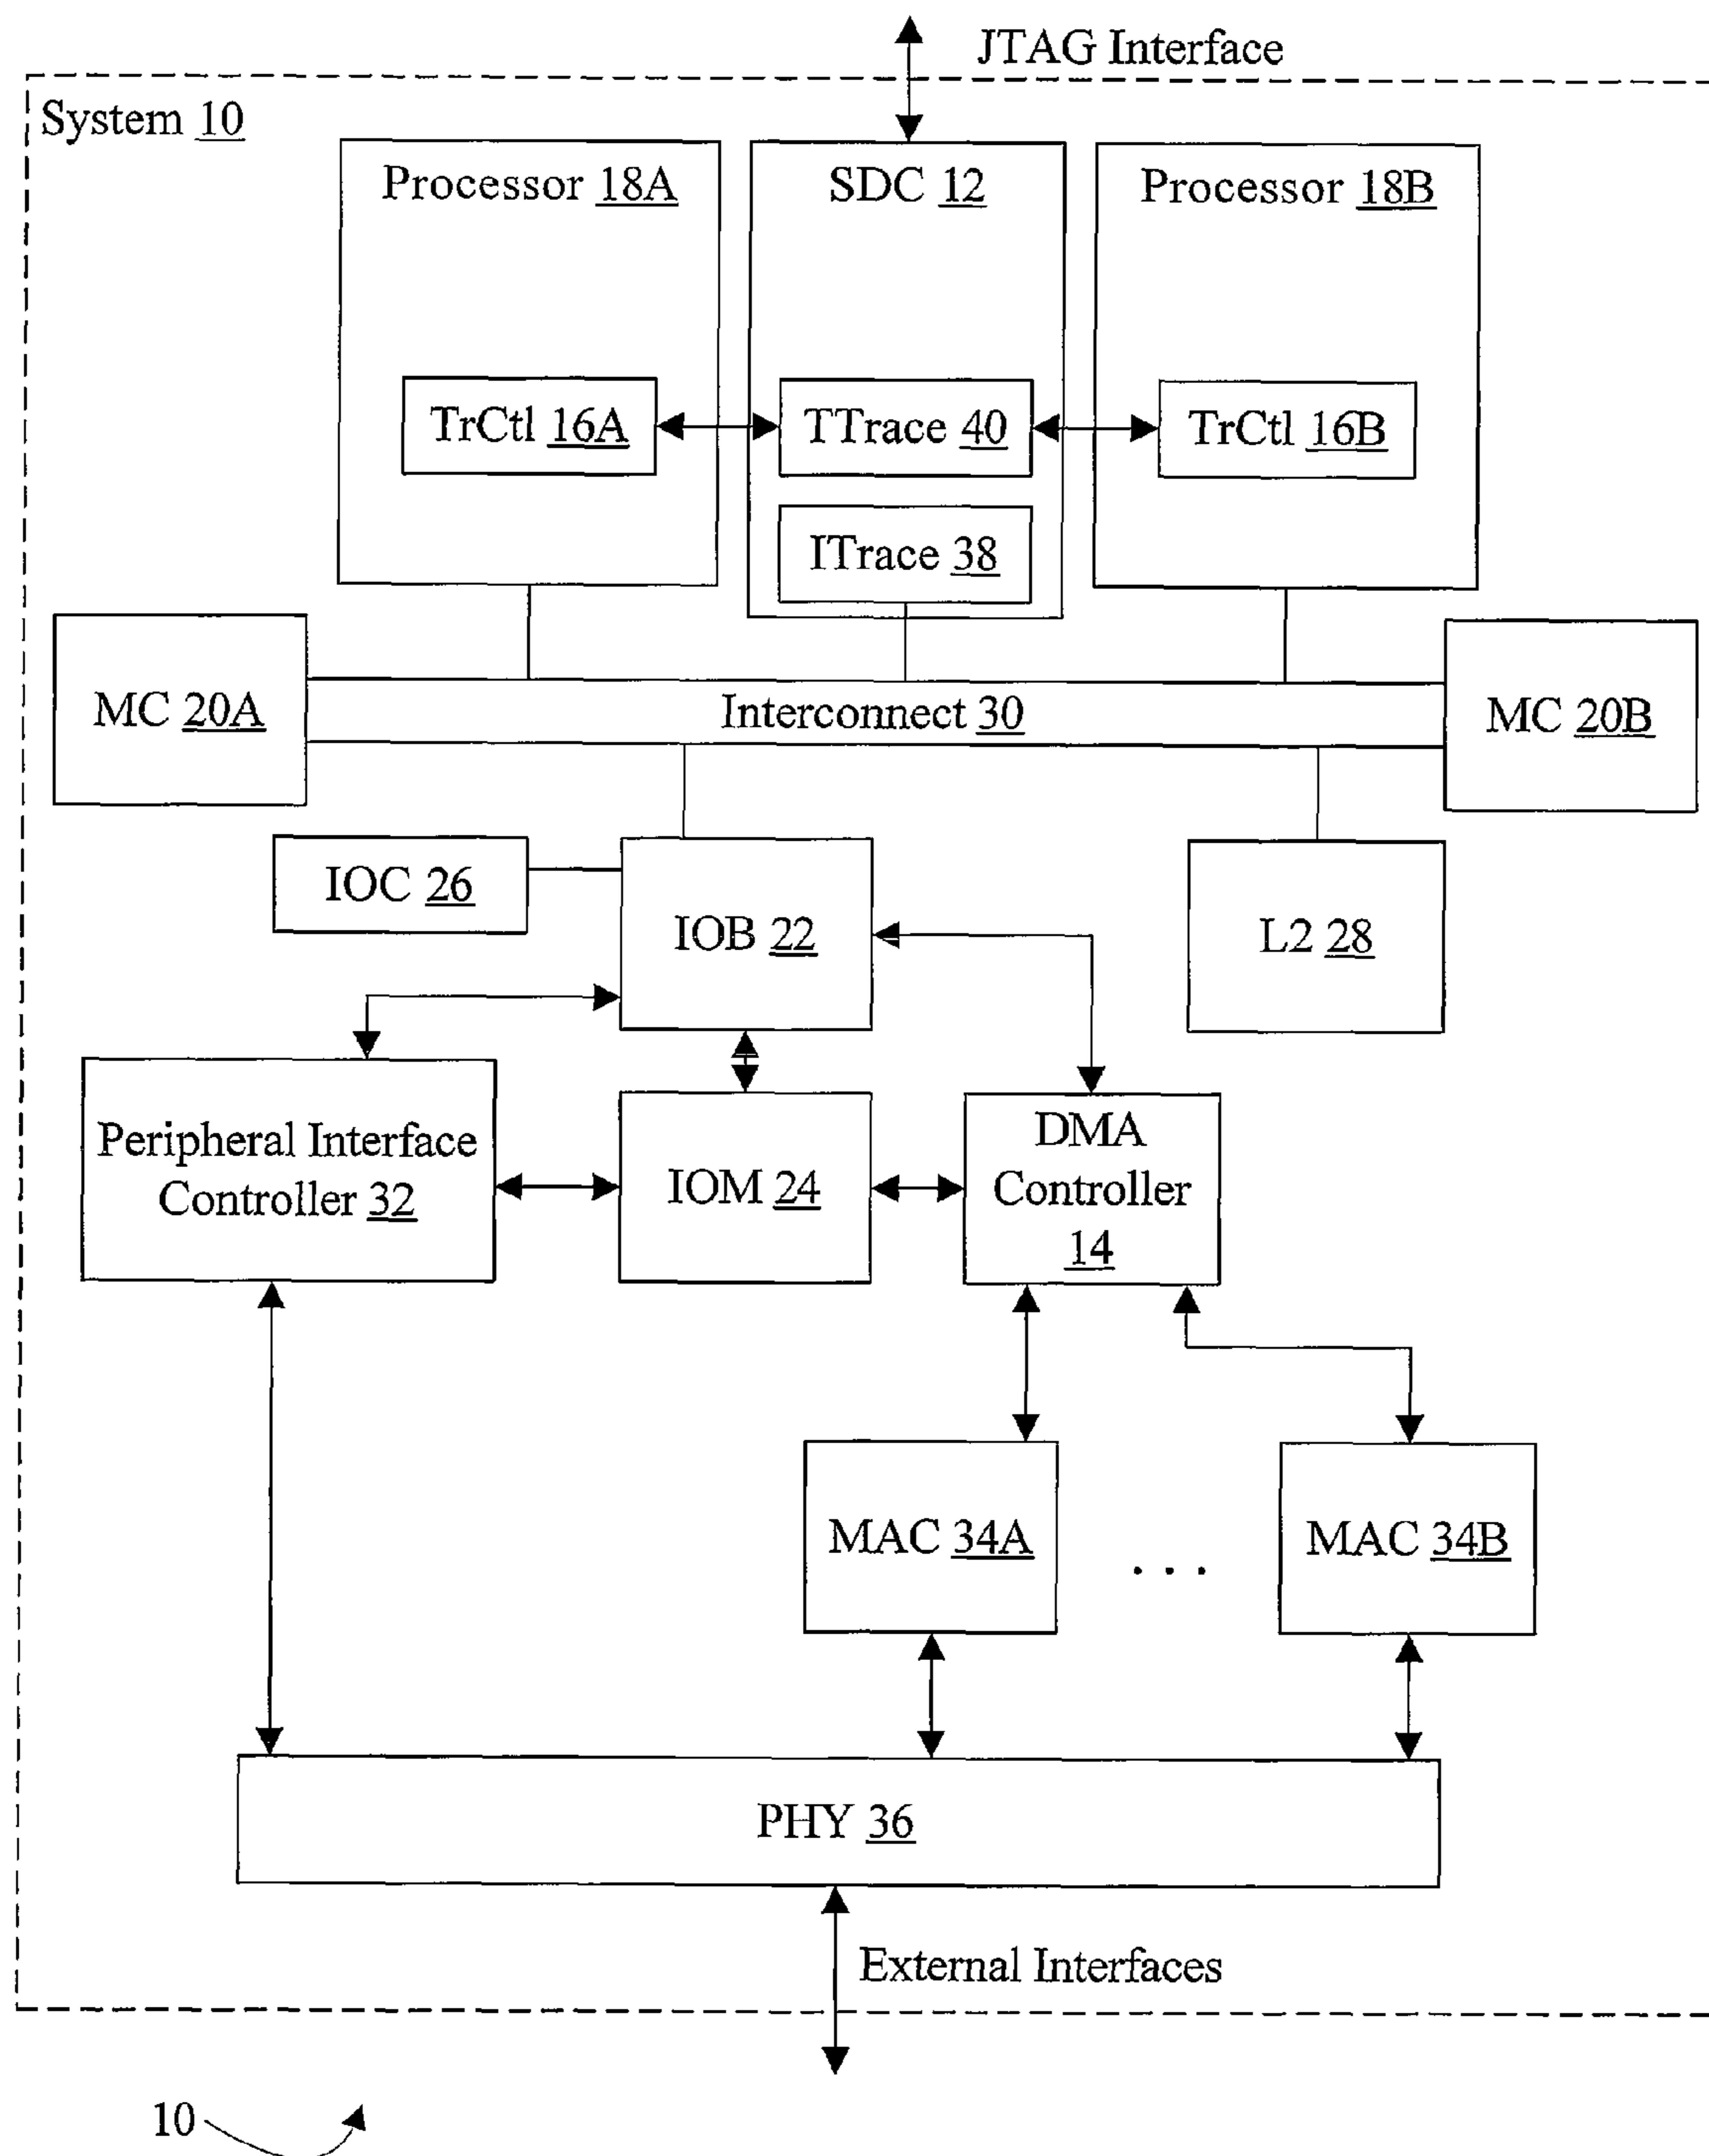 JTAG Interface
System 10
Processor 18A
SDC 12
Processor 18B
TrCtl 16A
TTrace 40
TrCtl 16B
ITrace 38
MC 20A
Interconnect 30
MC 20B
IOC 26
IOB 22
L2 28
Peripheral Interface
Controller 32
IOM 24
DMA
Controller
14
MAC 34A
. . .
MAC 34B
PHY 36
External Interfaces
10